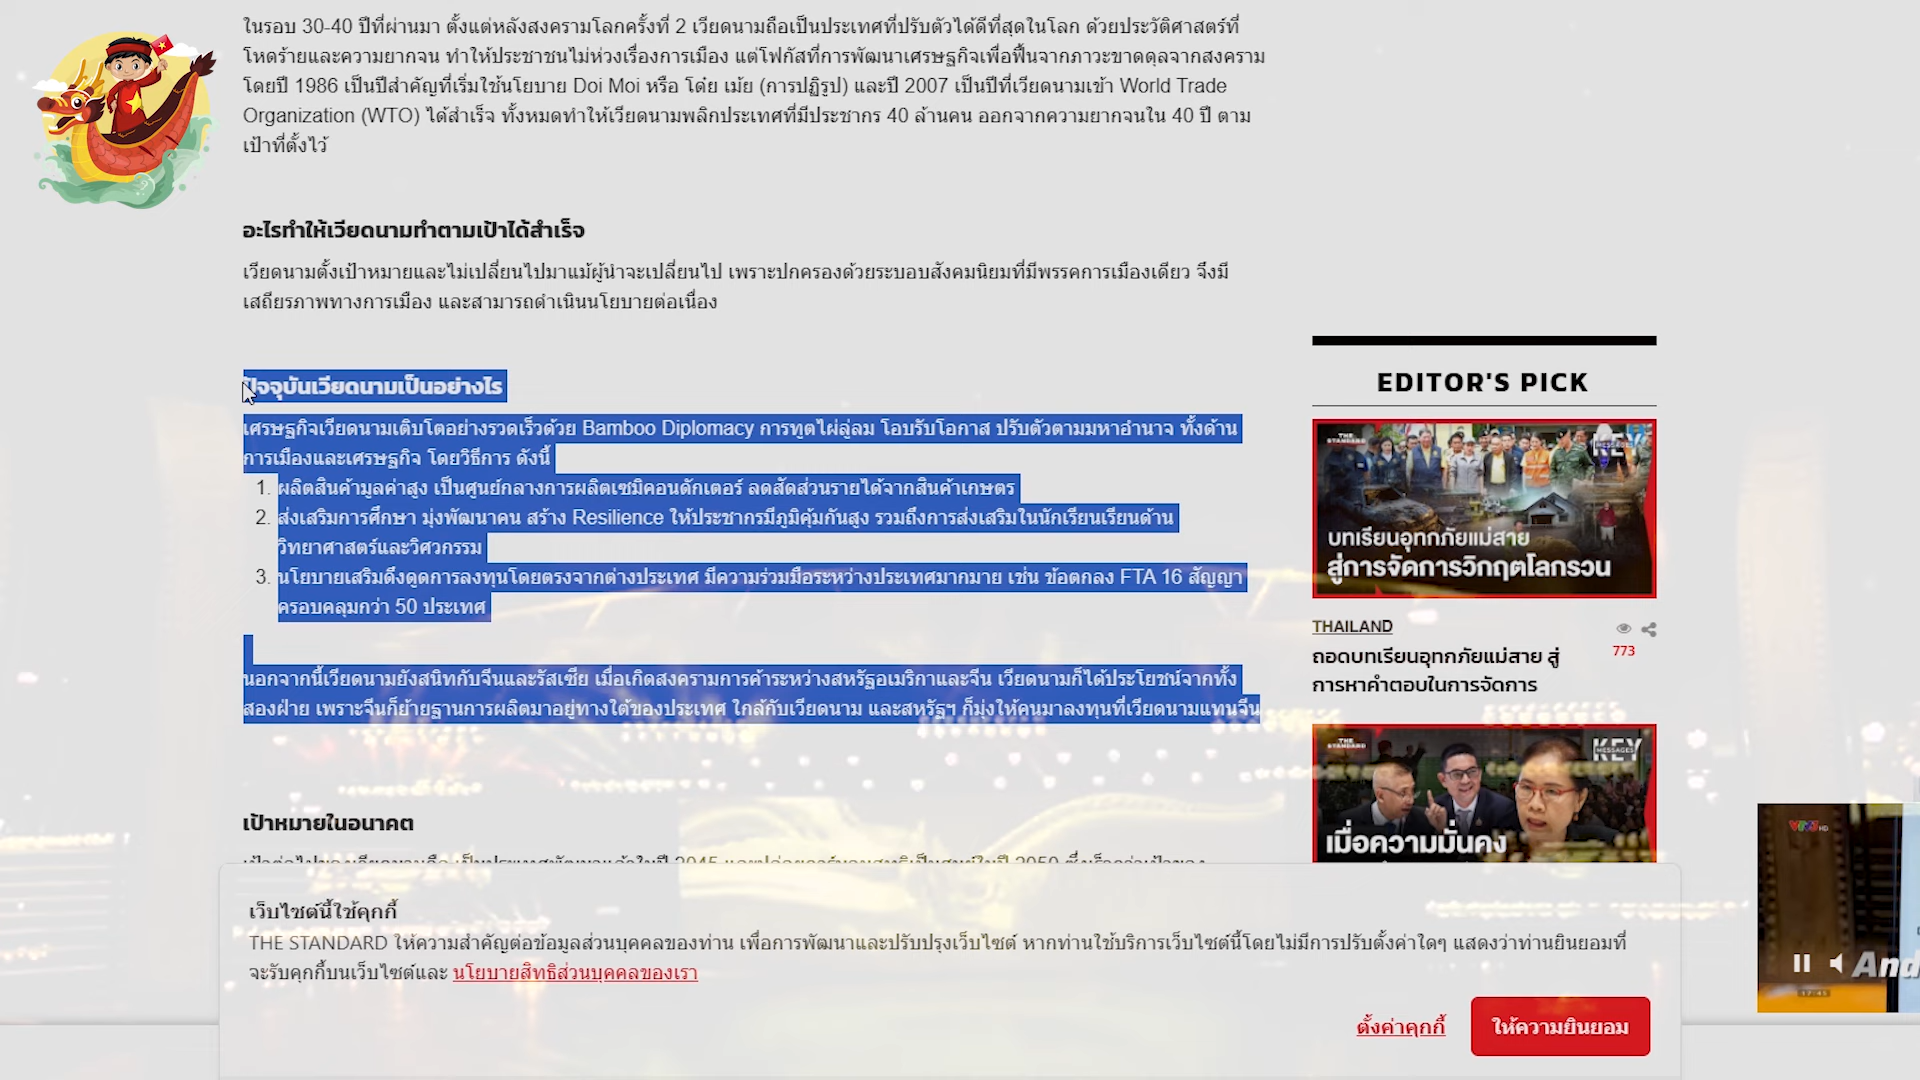 ในรอบ 30-40 ปีที่ผ่านมา ตั้งแต่หลังสงครามโลกครั้งที่ 2 เวียดนามถือเป็นประเทศที่ปรับตัวได้ดีที่สุดในโลก ด้วยประวัติศาสตร์ที่
โหดร้ายและความยากจน ทำให้ประชาชนไม่ห่วงเรื่องการเมือง แต่โฟกัสที่การพัฒนาเศรษฐกิจเพื่อฟื้นจากภาวะขาดดุลจากสงคราม
โดยปี 1986 เป็นปีสำคัญที่เริ่มใช้นโยบาย Doi Moi หรือ โด๋ย เม้ย (การปฏิรูป) และปี 2007 เป็นปีที่เวียดนามเข้า World Trade
Organization (WTO) ได้สำเร็จ ทั้งหมดทำให้เวียดนามพลิกประเทศที่มีประชากร 40 ล้านคน ออกจากความยากจนใน 40 ปี ตาม
เป้าที่ตั้งไว้
อะไรทำให้เวียดนามทำตามเป้าได้สำเร็จ
เวียดนามตั้งเป้าหมายและไม่เปลี่ยนไปมาแม้ผู้นำจะเปลี่ยนไป เพราะปกครองด้วยระบอบสังคมนิยมที่มีพรรคการเมืองเดียว จึงมี
เสถียรภาพทางการเมือง และสามารถดำเนินนโยบายต่อเนื่อง
ปัจจุบันเวียดนามเป็นอย่างไร
เศรษฐกิจเวียดนามเติบโตอย่างรวดเร็วด้วย Bamboo Diplomacy การทูตไผ่ลู่ลม โอบรับโอกาส ปรับตัวตามมหาอำนาจ ทั้งด้าน
การเมืองและเศรษฐกิจ โดยวิธีการ ดังนี้
1. ผลิตสินค้ามูลค่าสูง เป็นศูนย์กลางการผลิตเซมิคอนดักเตอร์ ลดสัดส่วนรายได้จากสินค้าเกษตร
2. ส่งเสริมการศึกษา มุ่งพัฒนาคน สร้าง Resilience ให้ประชากรมีภูมิคุ้มกันสูง รวมถึงการส่งเสริมในนักเรียนเรียนด้าน
วิทยาศาสตร์และวิศวกรรม
3. นโยบายเสริมดึงดูดการลงทุนโดยตรงจากต่างประเทศ มีความร่วมมือระหว่างประเทศมากมาย เช่น ข้อตกลง FTA 16 สัญญา
ครอบคลุมกว่า 50 ประเทศ
นอกจากนี้เวียดนามยังสนิทกับจีนและรัสเซีย เมื่อเกิดสงครามการค้าระหว่างสหรัฐอเมริกาและจีน เวียดนามก็ได้ประโยชน์จากทั้ง
สองฝ่าย เพราะจีนก็ย้ายฐานการผลิตมาอยู่ทางใต้ของประเทศ ใกล้กับเวียดนาม และสหรัฐฯ ก็มุ่งให้คนมาลงทุนที่เวียดนามแทนจีน
เป้าหมายในอนาคต
EDITOR'S PICK
THE STANDARD
KEY
MESSAGES
บทเรียนอุทกภัยแม่สาย
สู่การจัดการวิกฤตโลกรวน
THAILAND
773
ถอดบทเรียนอุทกภัยแม่สาย สู่
การหาคำตอบในการจัดการ
THE STANDARD
KEY
MESSAGES
เมื่อความมั่นคง
เว็บไซต์นี้ใช้คุกกี้
THE STANDARD ให้ความสำคัญต่อข้อมูลส่วนบุคคลของท่าน เพื่อการพัฒนาและปรับปรุงเว็บไซต์ หากท่านใช้บริการเว็บไซต์นี้โดยไม่มีการปรับตั้งค่าใดๆ แสดงว่าท่านยินยอมที่
จะรับคุกกี้บนเว็บไซต์และ นโยบายสิทธิส่วนบุคคลของเรา
ตั้งค่าคุกกี้
ให้ความยินยอม
And